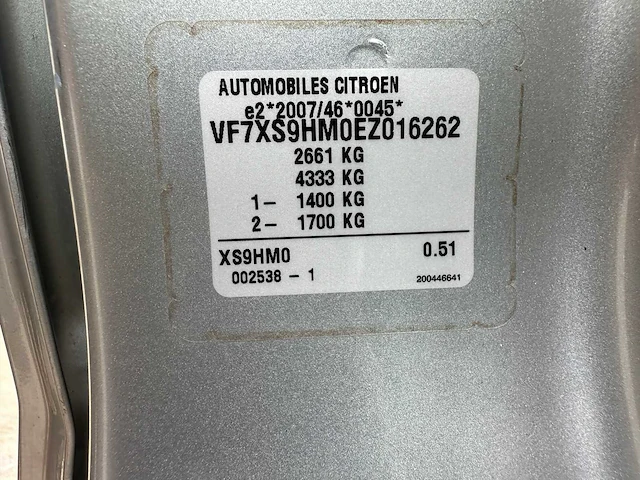 AUTOMOBILES CITROEN
e2*2007/46*0045*
VF7XS9HM0EZ016262
2661 KG
4333 KG
1- 1400 KG
2- 1700 KG
XS9HM0 0.51
002538 - 1 200446641